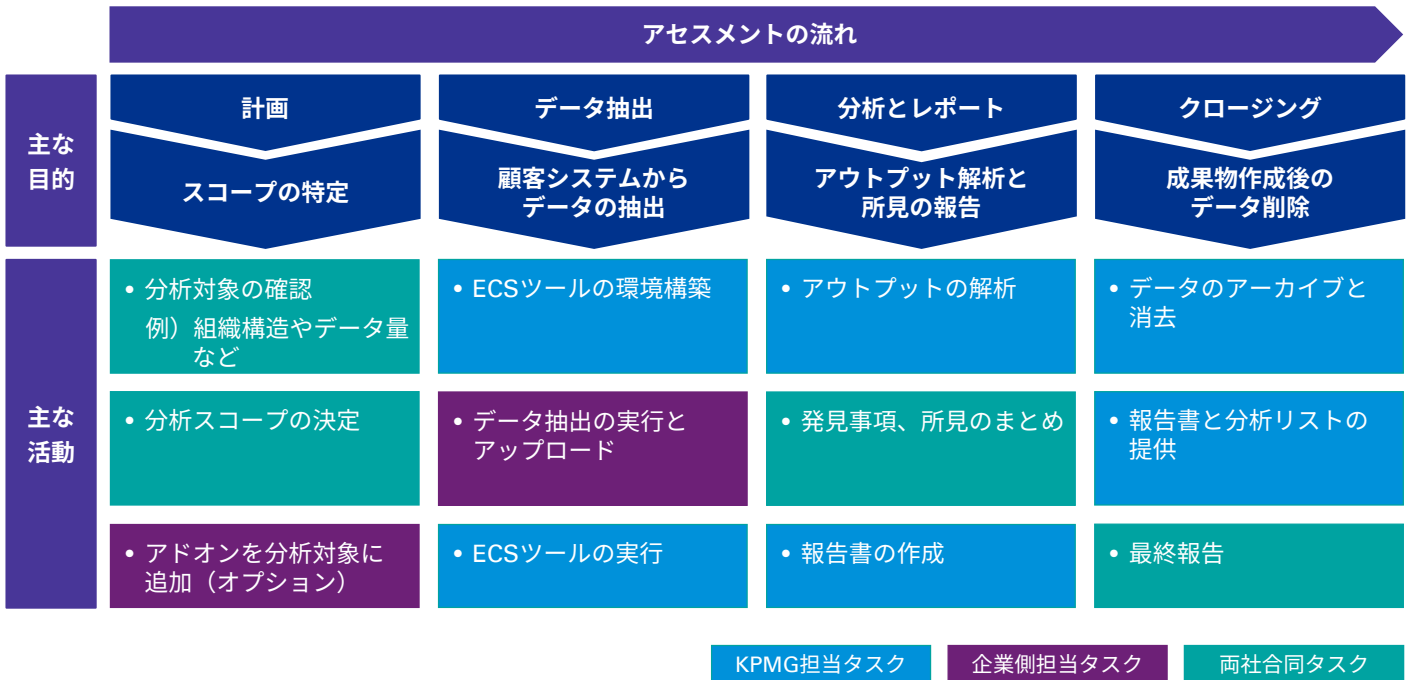 アセスメントの流れ
主な
目的
計画
データ抽出
分析とレポート
クロージング
スコープの特定
顧客システムから
データの抽出
アウトプット解析と
所見の報告
成果物作成後の
データ削除
主な
活動
• 分析対象の確認
例）組織構造やデータ量
など
• ECSツールの環境構築
• アウトプットの解析
• データのアーカイブと
消去
• 分析スコープの決定
• データ抽出の実行と
アップロード
• 発見事項、所見のまとめ
• 報告書と分析リストの
提供
• アドオンを分析対象に
追加（オプション）
• ECSツールの実行
• 報告書の作成
• 最終報告
KPMG担当タスク
企業側担当タスク
両社合同タスク